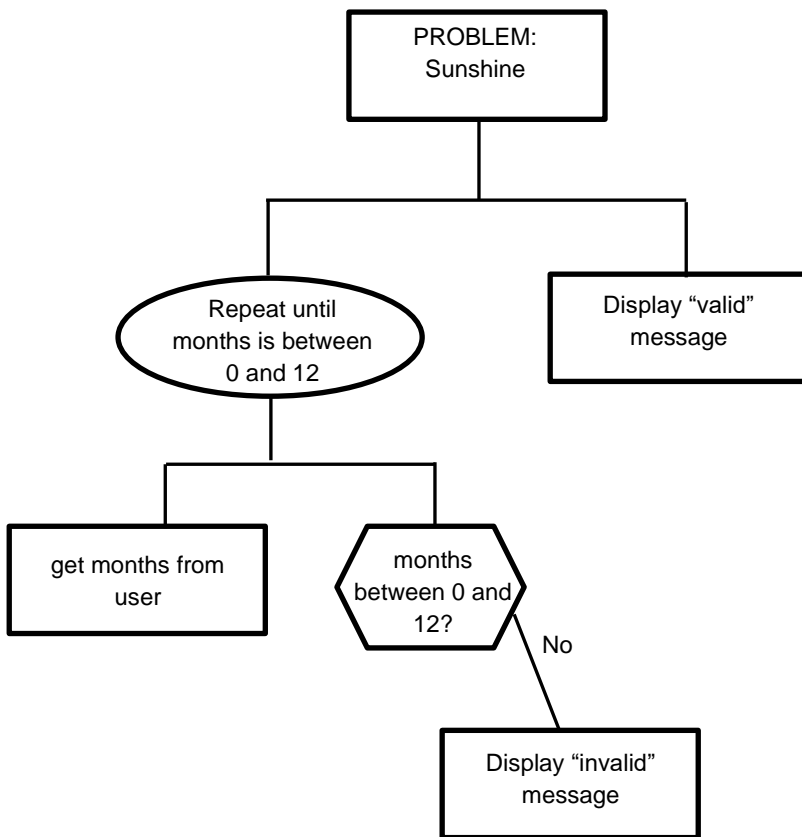 PROBLEM:
Sunshine
Repeat until
months is between
0 and 12
Display “valid”
message
get months from
user
months
between 0 and
12?
No
Display “invalid”
message